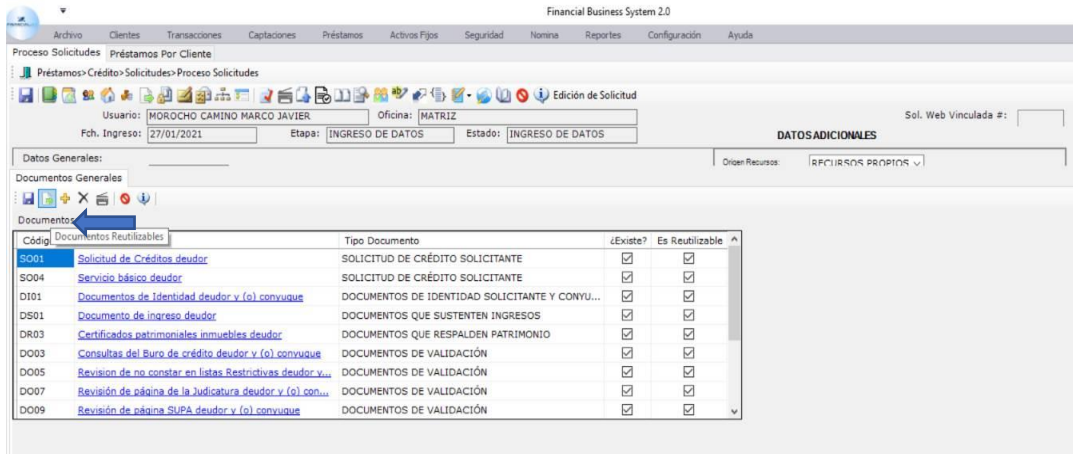 Financial Business System 2.0
Archivo Clientes Transacciones Captaciones Préstamos Activos Fijos Seguridad Nomina Reportes Configuración Ayuda
Proceso Solicitudes Préstamos Por Cliente
Préstamos>Crédito>Solicitudes>Proceso Solicitudes
Edición de Solicitud
Usuario: MOROCHO CAMINO MARCO JAVIER Oficina: MATRIZ Sol. Web Vinculada #:
Fch. Ingreso: 27/01/2021 Etapa: INGRESO DE DATOS Estado: INGRESO DE DATOS DATOS ADICIONALES
Datos Generales: Origen Recursos: RECURSOS PROPIOS
Documentos Generales
Documentos
Documentos Reutilizables
Códig Tipo Documento ¿Existe? Es Reutilizable
SO01 Solicitud de Créditos deudor SOLICITUD DE CRÉDITO SOLICITANTE
SO04 Servicio básico deudor SOLICITUD DE CRÉDITO SOLICITANTE
DI01 Documentos de Identidad deudor y (o) conyugue DOCUMENTOS DE IDENTIDAD SOLICITANTE Y CONYU...
DS01 Documento de ingreso deudor DOCUMENTOS QUE SUSTENTEN INGRESOS
DR03 Certificados patrimoniales inmuebles deudor DOCUMENTOS QUE RESPALDEN PATRIMONIO
DO03 Consultas del Buro de crédito deudor y (o) conyugue DOCUMENTOS DE VALIDACIÓN
DO05 Revision de no constar en listas Restrictivas deudor y... DOCUMENTOS DE VALIDACIÓN
DO07 Revisión de página de la Judicatura deudor y (o) con... DOCUMENTOS DE VALIDACIÓN
DO09 Revisión de página SUPA deudor y (o) conyugue DOCUMENTOS DE VALIDACIÓN